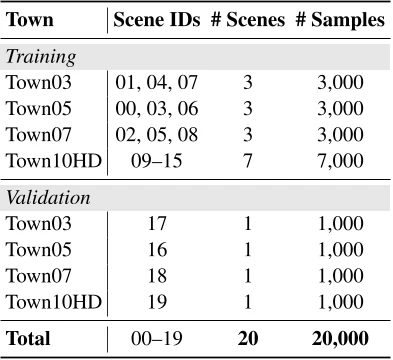 Town Scene IDs # Scenes # Samples
Training
Town03 01, 04, 07 3 3,000
Town05 00, 03, 06 3 3,000
Town07 02, 05, 08 3 3,000
Town10HD 09–15 7 7,000
Validation
Town03 17 1 1,000
Town05 16 1 1,000
Town07 18 1 1,000
Town10HD 19 1 1,000
Total 00–19 20 20,000